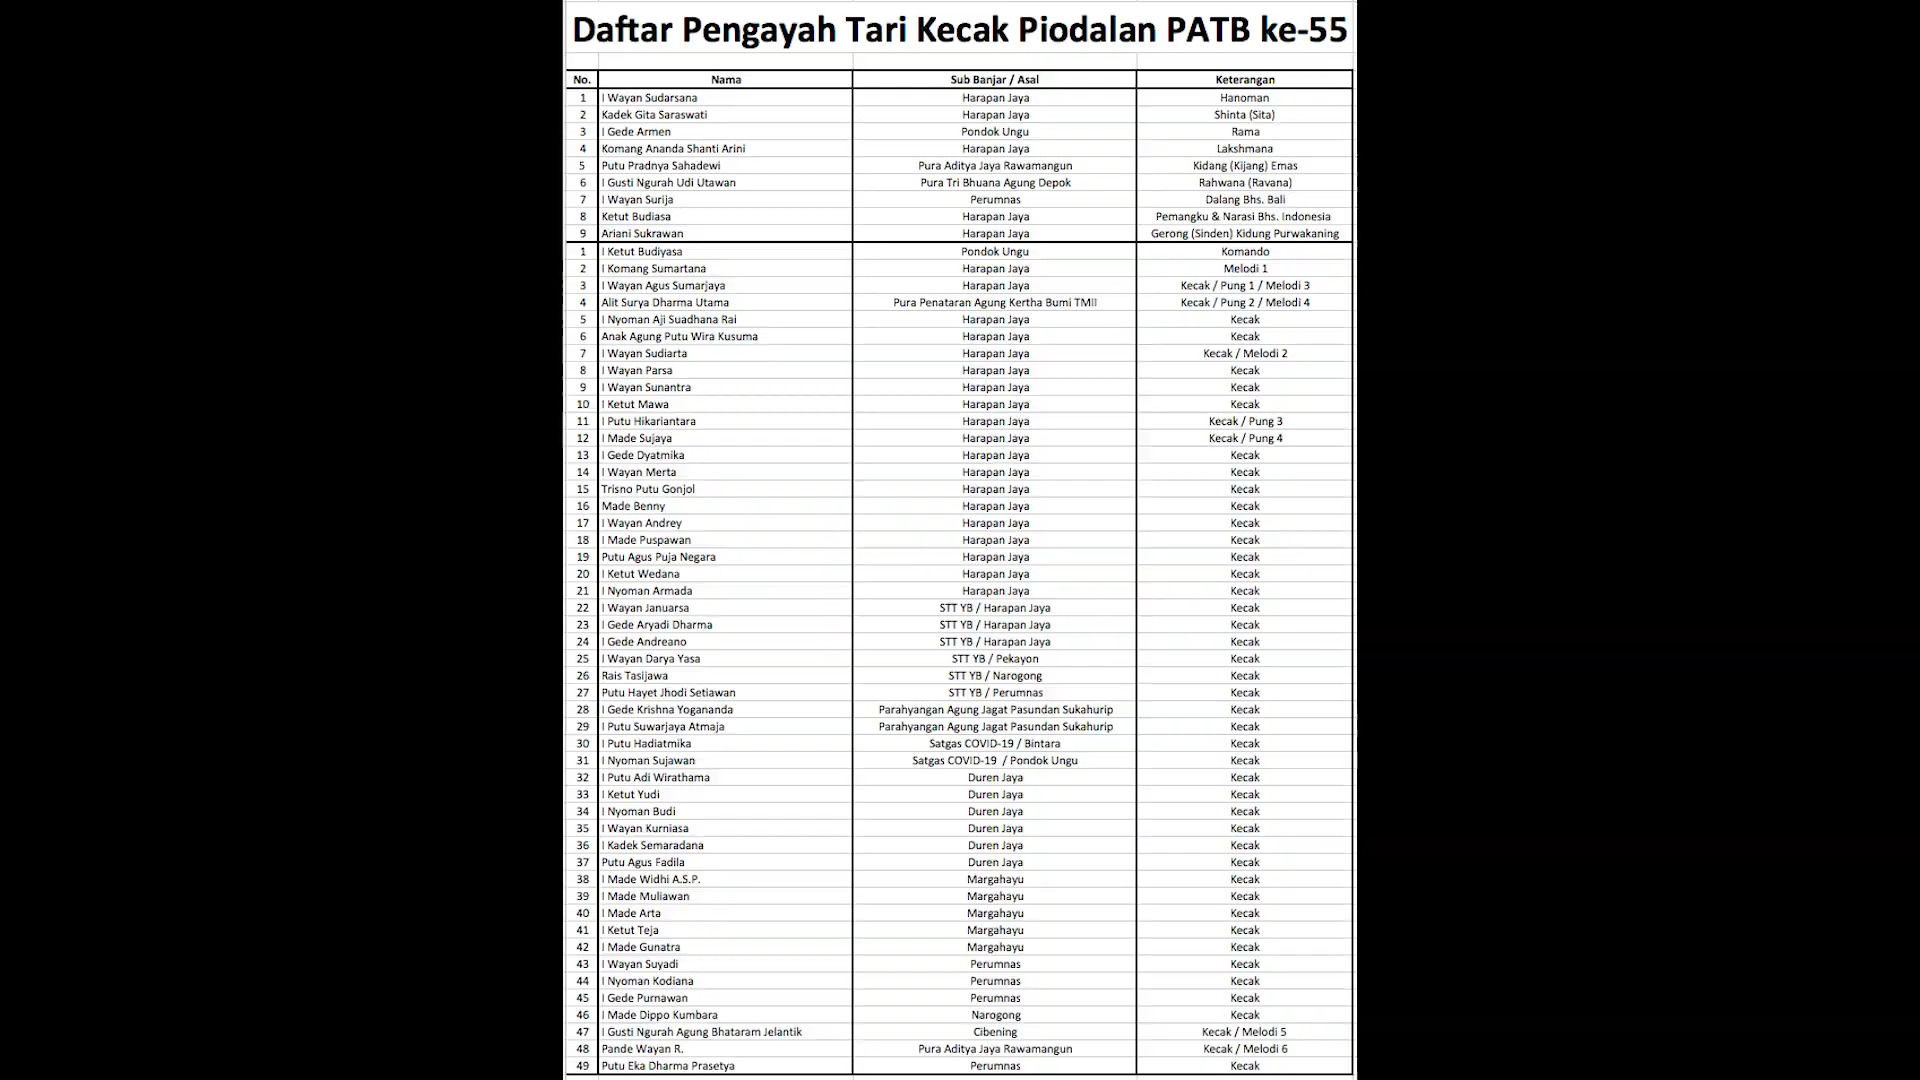 Daftar Pengayah Tari Kecak Piodalan PATB ke-55
No. Nama Sub Banjar / Asal Keterangan
1 I Wayan Sudarsana Harapan Jaya Hanoman
2 Kadek Gita Saraswati Harapan Jaya Shinta (Sita)
3 I Gede Armen Pondok Ungu Rama
4 Komang Ananda Shanti Arini Harapan Jaya Lakshmana
5 Putu Pradnya Sahadewi Pura Aditya Jaya Rawamangun Kidang (Kijang) Emas
6 I Gusti Ngurah Udi Utawan Pura Tri Bhuana Agung Depok Rahwana (Ravana)
7 I Wayan Surija Perumnas Dalang Bhs. Bali
8 Ketut Budiasa Harapan Jaya Pemangku & Narasi Bhs. Indonesia
9 Ariani Sukrawan Harapan Jaya Gerong (Sinden) Kidung Purwakaning
1 I Ketut Budiyasa Pondok Ungu Komando
2 I Komang Sumartana Harapan Jaya Melodi 1
3 I Wayan Agus Sumarjaya Harapan Jaya Kecak / Pung 1 / Melodi 3
4 Alit Surya Dharma Utama Pura Penataran Agung Kertha Bumi TMII Kecak / Pung 2 / Melodi 4
5 I Nyoman Aji Suadhana Rai Harapan Jaya Kecak
6 Anak Agung Putu Wira Kusuma Harapan Jaya Kecak
7 I Wayan Sudiarta Harapan Jaya Kecak / Melodi 2
8 I Wayan Parsa Harapan Jaya Kecak
9 I Wayan Sunantra Harapan Jaya Kecak
10 I Ketut Mawa Harapan Jaya Kecak
11 I Putu Hikariantara Harapan Jaya Kecak / Pung 3
12 I Made Sujaya Harapan Jaya Kecak / Pung 4
13 I Gede Dyatmika Harapan Jaya Kecak
14 I Wayan Merta Harapan Jaya Kecak
15 Trisno Putu Gonjol Harapan Jaya Kecak
16 Made Benny Harapan Jaya Kecak
17 I Wayan Andrey Harapan Jaya Kecak
18 I Made Puspawan Harapan Jaya Kecak
19 Putu Agus Puja Negara Harapan Jaya Kecak
20 I Ketut Wedana Harapan Jaya Kecak
21 I Nyoman Armada Harapan Jaya Kecak
22 I Wayan Januarsa STT YB / Harapan Jaya Kecak
23 I Gede Aryadi Dharma STT YB / Harapan Jaya Kecak
24 I Gede Andreano STT YB / Harapan Jaya Kecak
25 I Wayan Darya Yasa STT YB / Pekayon Kecak
26 Rais Tasijawa STT YB / Narogong Kecak
27 Putu Hayet Jhodi Setiawan STT YB / Perumnas Kecak
28 I Gede Krishna Yogananda Parahyangan Agung Jagat Pasundan Sukahurip Kecak
29 I Putu Suwarjaya Atmaja Parahyangan Agung Jagat Pasundan Sukahurip Kecak
30 I Putu Hadiatmika Satgas COVID-19 / Bintara Kecak
31 I Nyoman Sujawan Satgas COVID-19 / Pondok Ungu Kecak
32 I Putu Adi Wirathama Duren Jaya Kecak
33 I Ketut Yudi Duren Jaya Kecak
34 I Nyoman Budi Duren Jaya Kecak
35 I Wayan Kurniasa Duren Jaya Kecak
36 I Kadek Semaradana Duren Jaya Kecak
37 Putu Agus Fadila Duren Jaya Kecak
38 I Made Widhi A.S.P. Margahayu Kecak
39 I Made Muliawan Margahayu Kecak
40 I Made Arta Margahayu Kecak
41 I Ketut Teja Margahayu Kecak
42 I Made Gunatra Margahayu Kecak
43 I Wayan Suyadi Perumnas Kecak
44 I Nyoman Kodiana Perumnas Kecak
45 I Gede Purnawan Perumnas Kecak
46 I Made Dippo Kumbara Narogong Kecak
47 I Gusti Ngurah Agung Bhataram Jelantik Cibening Kecak / Melodi 5
48 Pande Wayan R. Pura Aditya Jaya Rawamangun Kecak / Melodi 6
49 Putu Eka Dharma Prasetya Perumnas Kecak